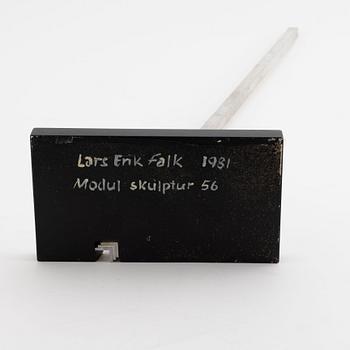 Lars Erik Falk 1981
Modul skulptur 56